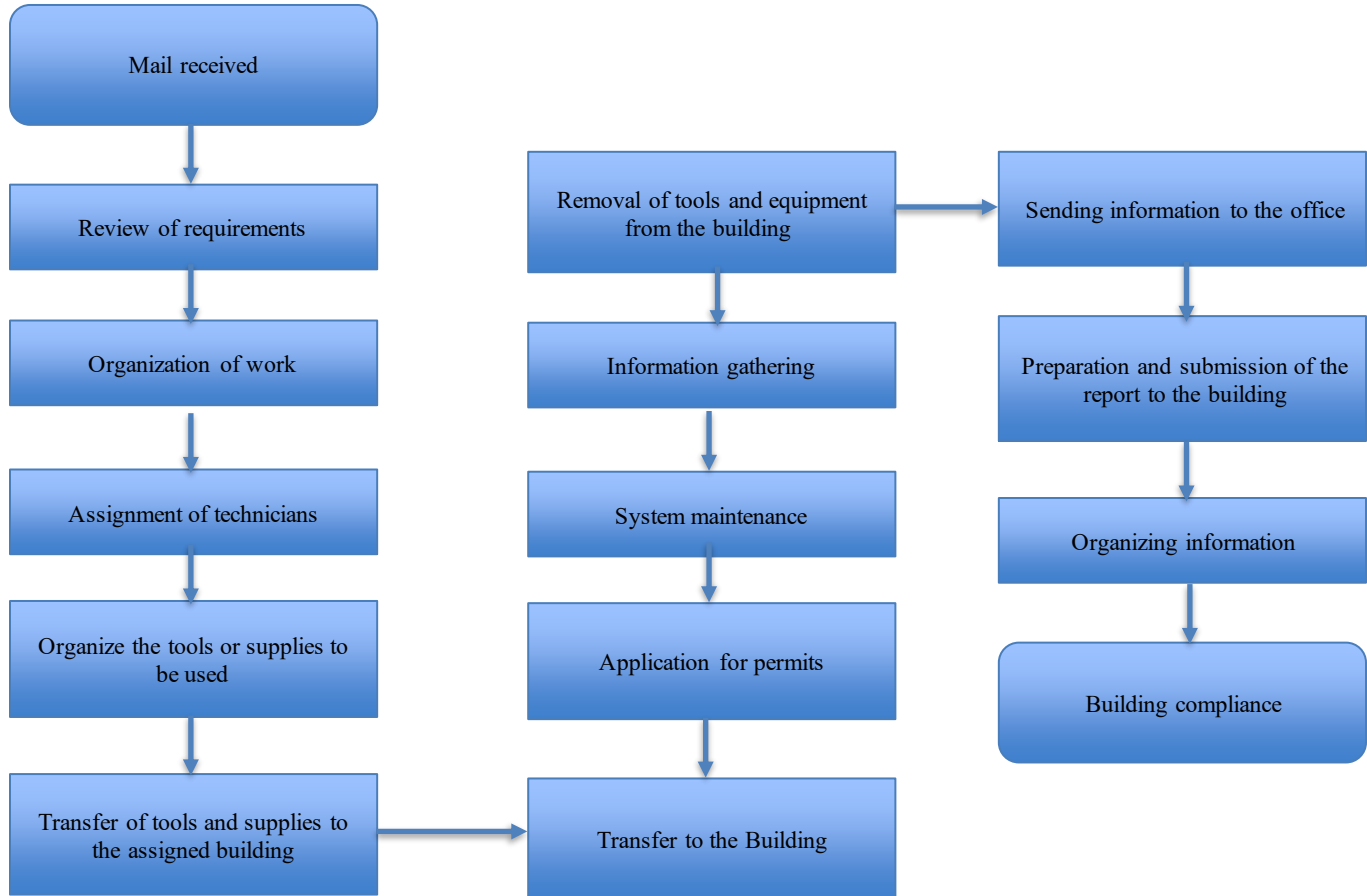 Mail received
Review of requirements
Organization of work
Assignment of technicians
Organize the tools or supplies to
be used
Transfer of tools and supplies to
the assigned building
Removal of tools and equipment
from the building
Information gathering
System maintenance
Application for permits
Transfer to the Building
Sending information to the office
Preparation and submission of the
report to the building
Organizing information
Building compliance